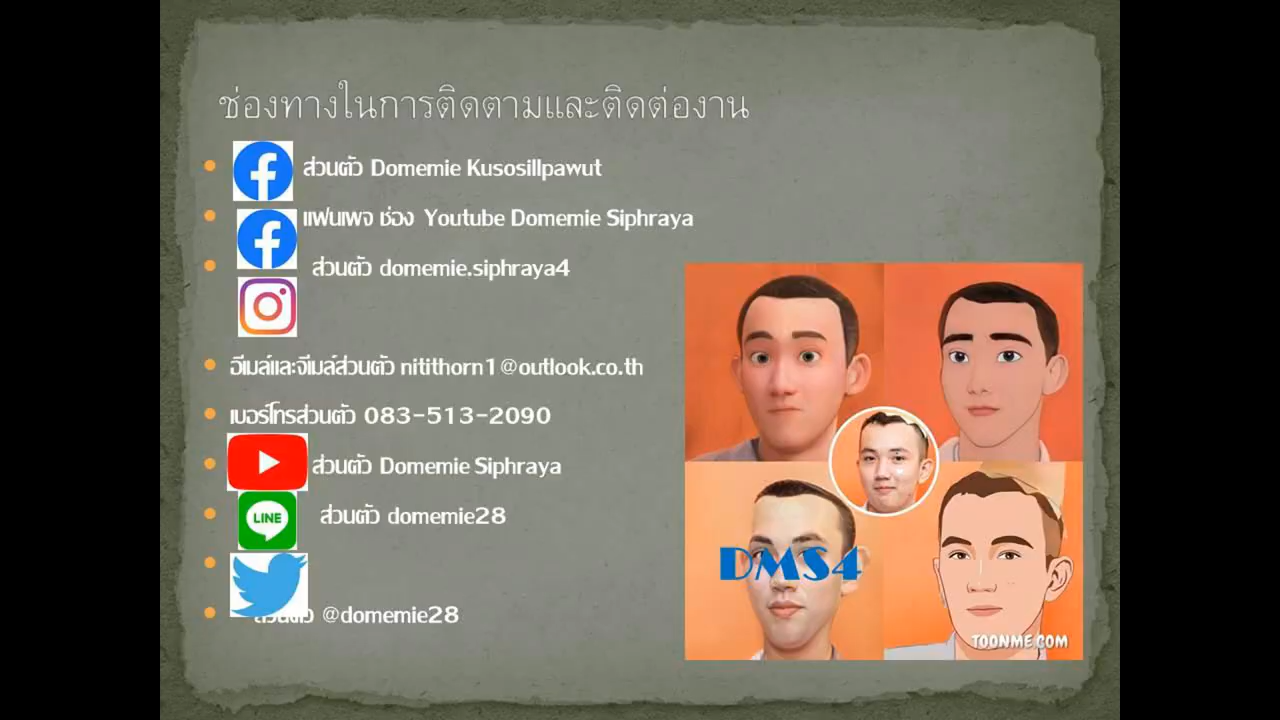 ช่องทางในการติดตามและติดต่องาน
ส่วนตัว Domemie Kusosillpawut
แฟนเพจ ช่อง Youtube Domemie Siphraya
ส่วนตัว domemie.siphraya4
อีเมล์และจีเมล์ส่วนตัว nitithorn1@outlook.co.th
เบอร์โทรส่วนตัว 083-513-2090
ส่วนตัว Domemie Siphraya
LINE
ส่วนตัว domemie28
ส่วนตัว @domemie28
DMS4
TOONME.COM